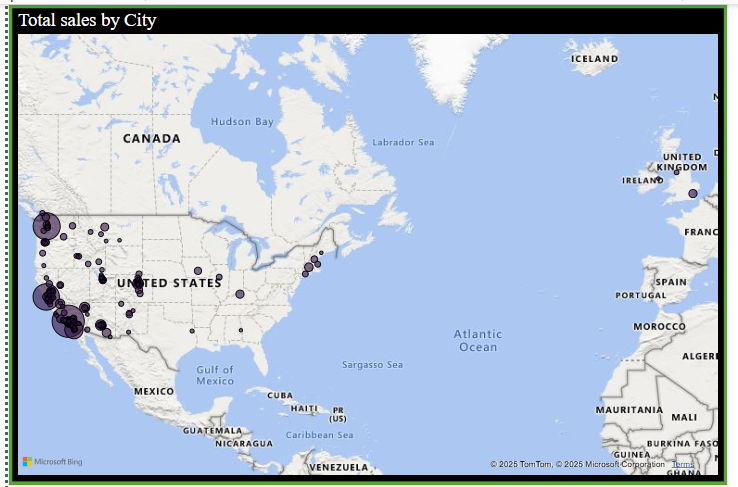 Total sales by City
ICELAND
Hudson Bay
CANADA
Labrador Sea
UNITED
KINGDOM
IRELAND
FRANC
UNITED STATES
SPAIN
PORTUGAL
Atlantic
Ocean
MOROCCO
ALGERI
Sargasso Sea
Gulf of
Mexico
MEXICO
CUBA
HAITI
PR
(US)
MAURITANIA
MALI
GUATEMALA
Caribbean Sea
NICARAGUA
BURKINA FASO
GUINEA
VENEZUELA
GHANA
Microsoft Bing
© 2025 TomTom, © 2025 Microsoft Corporation Terms